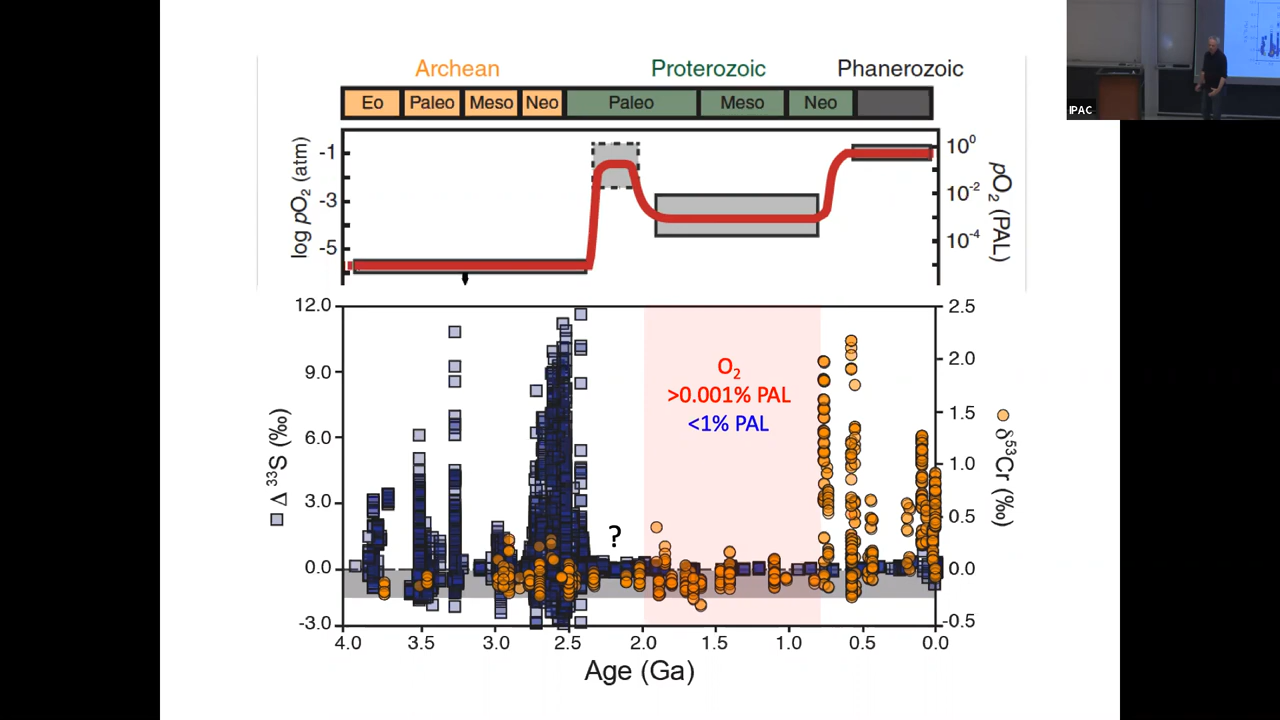 Archean Proterozoic Phanerozoic
Eo Paleo Meso Neo Paleo Meso Neo
log pO2 (atm)
-1
-3
-5
10^0
10^-2
10^-4
pO2 (PAL)
12.0
9.0
6.0
3.0
0.0
-3.0
Δ 33S (‰)
O2
>0.001% PAL
<1% PAL
?
2.5
2.0
1.5
1.0
0.5
0.0
-0.5
δ53Cr (‰)
4.0 3.5 3.0 2.5 2.0 1.5 1.0 0.5 0.0
Age (Ga)
IPAC